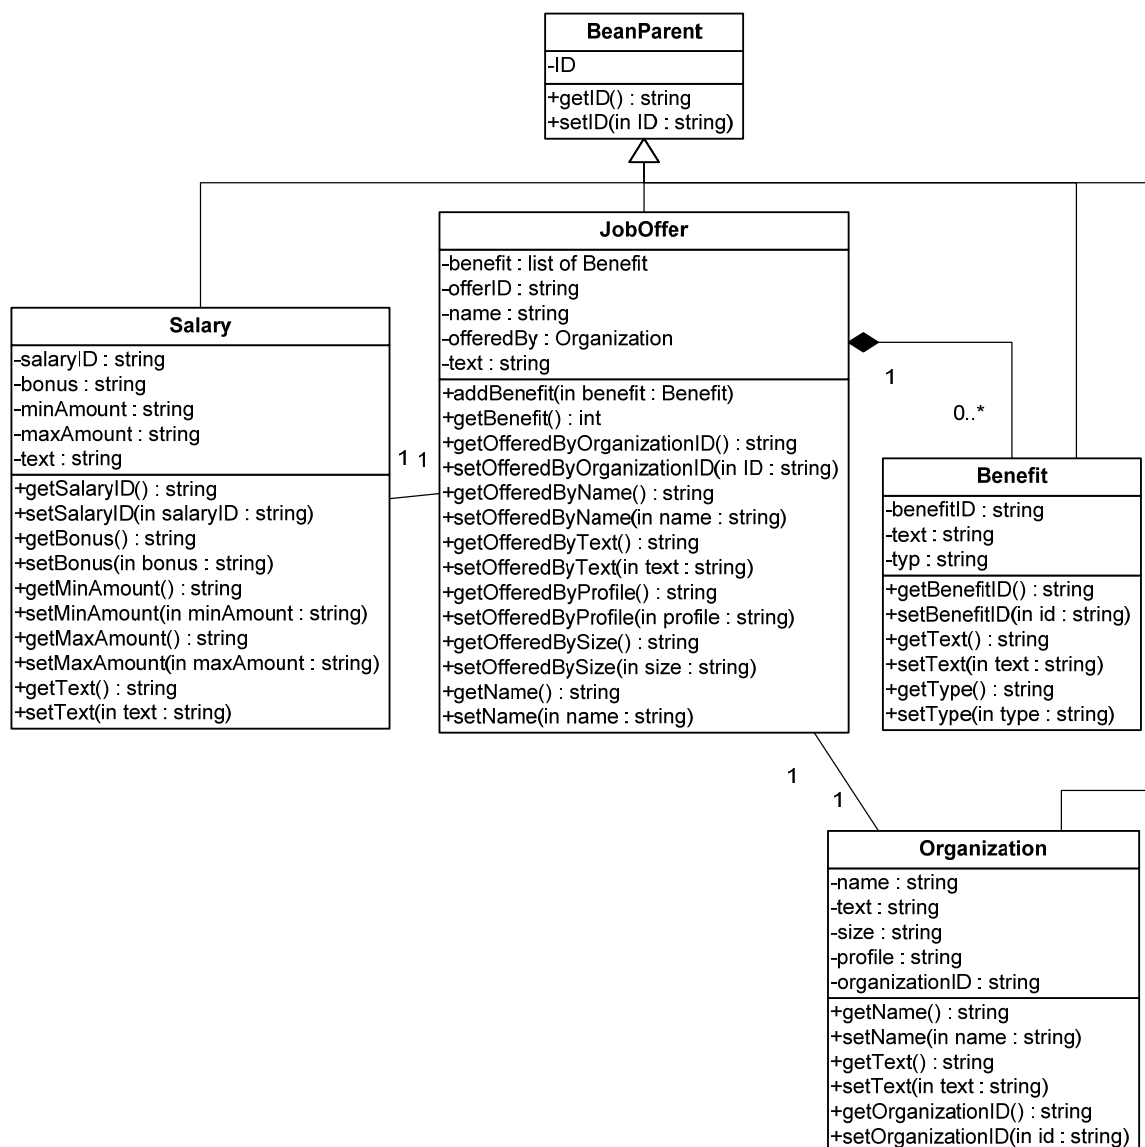 BeanParent
-ID
+getID() : string
+setID(in ID : string)
JobOffer
-benefit : list of Benefit
-offerID : string
-name : string
-offeredBy : Organization
-text : string
+addBenefit(in benefit : Benefit)
+getBenefit() : int
+getOfferedByOrganizationID() : string
+setOfferedByOrganizationID(in ID : string)
+getOfferedByName() : string
+setOfferedByName(in name : string)
+getOfferedByText() : string
+setOfferedByText(in text : string)
+getOfferedByProfile() : string
+setOfferedByProfile(in profile : string)
+getOfferedBySize() : string
+setOfferedBySize(in size : string)
+getName() : string
+setName(in name : string)
Salary
-salaryID : string
-bonus : string
-minAmount : string
-maxAmount : string
-text : string
+getSalaryID() : string
+setSalaryID(in salaryID : string)
+getBonus() : string
+setBonus(in bonus : string)
+getMinAmount() : string
+setMinAmount(in minAmount : string)
+getMaxAmount() : string
+setMaxAmount(in maxAmount : string)
+getText() : string
+setText(in text : string)
1 1
1
0..*
Benefit
-benefitID : string
-text : string
-typ : string
+getBenefitID() : string
+setBenefitID(in id : string)
+getText() : string
+setText(in text : string)
+getType() : string
+setType(in type : string)
1
1
Organization
-name : string
-text : string
-size : string
-profile : string
-organizationID : string
+getName() : string
+setName(in name : string)
+getText() : string
+setText(in text : string)
+getOrganizationID() : string
+setOrganizationID(in id : string)